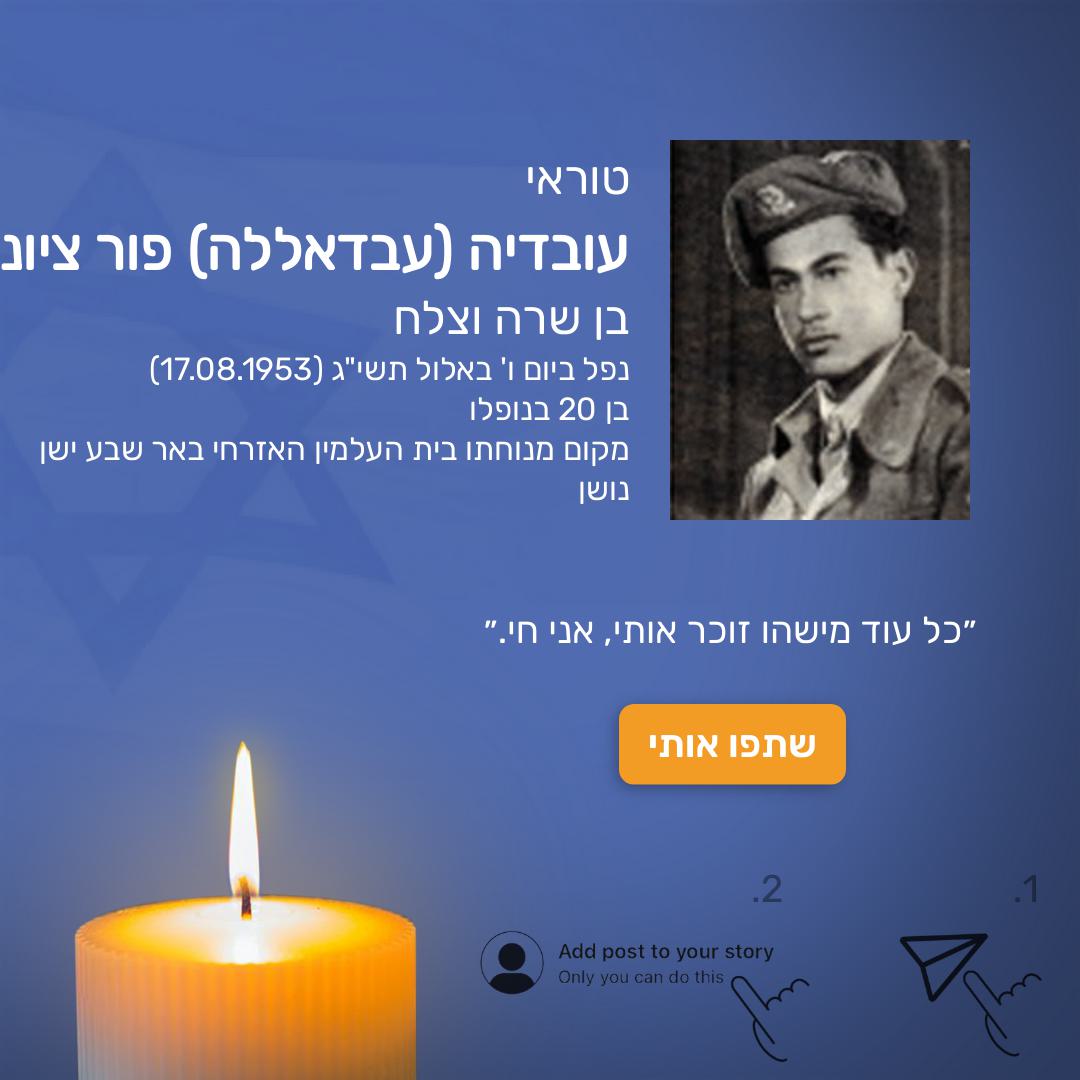 טוראי
עובדיה (עבדאללה) פור ציונ
בן שרה וצלח
נפל ביום ו' באלול תשי"ג (17.08.1953)
בן 20 בנופלו
מקום מנוחתו בית העלמין האזרחי באר שבע ישן
נושן
״כל עוד מישהו זוכר אותי, אני חי.״
שתפו אותי
1.
2.
Add post to your story
Only you can do this